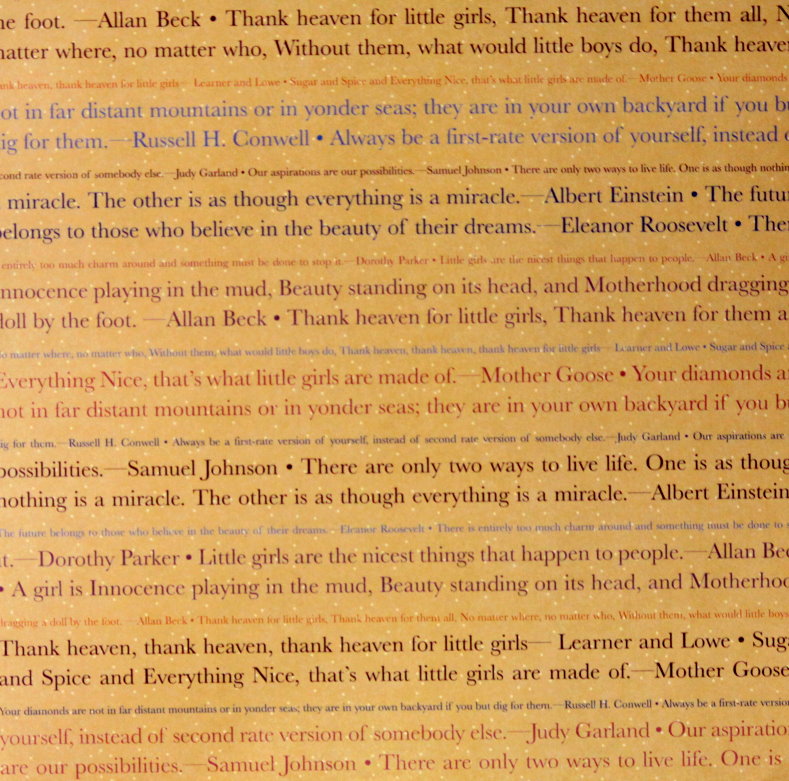 he foot. —Allan Beck • Thank heaven for little girls, Thank heaven for them all, N
natter where, no matter who, Without them, what would little boys do, Thank heave
ank heaven, thank heaven for little girls— Learner and Lowe • Sugar and Spice and Everything Nice, that's what little girls are made of.—Mother Goose • Your diamonds
ot in far distant mountains or in yonder seas; they are in your own backyard if you bu
ig for them.—Russell H. Conwell • Always be a first-rate version of yourself, instead o
cond rate version of somebody else.—Judy Garland • Our aspirations are our possibilities.—Samuel Johnson • There are only two ways to live life. One is as though nothin
miracle. The other is as though everything is a miracle.—Albert Einstein • The futu
belongs to those who believe in the beauty of their dreams.—Eleanor Roosevelt • The
entirely too much charm around and something must be done to stop it.—Dorothy Parker • Little girls are the nicest things that happen to people.—Allan Beck • A gi
nnocence playing in the mud, Beauty standing on its head, and Motherhood dragging
doll by the foot. —Allan Beck • Thank heaven for little girls, Thank heaven for them a
o matter where, no matter who, Without them, what would little boys do, Thank heaven, thank heaven, thank heaven for little girls— Learner and Lowe • Sugar and Spice
Everything Nice, that's what little girls are made of.—Mother Goose • Your diamonds a
not in far distant mountains or in yonder seas; they are in your own backyard if you bu
ig for them.—Russell H. Conwell • Always be a first-rate version of yourself, instead of second rate version of somebody else.—Judy Garland • Our aspirations are
possibilities.—Samuel Johnson • There are only two ways to live life. One is as thoug
nothing is a miracle. The other is as though everything is a miracle.—Albert Einstein
The future belongs to those who believe in the beauty of their dreams.—Eleanor Roosevelt • There is entirely too much charm around and something must be done to s
it.—Dorothy Parker • Little girls are the nicest things that happen to people.—Allan Bec
• A girl is Innocence playing in the mud, Beauty standing on its head, and Motherhoo
dragging a doll by the foot. —Allan Beck • Thank heaven for little girls, Thank heaven for them all, No matter where, no matter who, Without them, what would little boys
Thank heaven, thank heaven, thank heaven for little girls— Learner and Lowe • Suga
and Spice and Everything Nice, that's what little girls are made of.—Mother Goose
Your diamonds are not in far distant mountains or in yonder seas; they are in your own backyard if you but dig for them.—Russell H. Conwell • Always be a first-rate version
yourself, instead of second rate version of somebody else.—Judy Garland • Our aspiratio
are our possibilities.—Samuel Johnson • There are only two ways to live life. One is